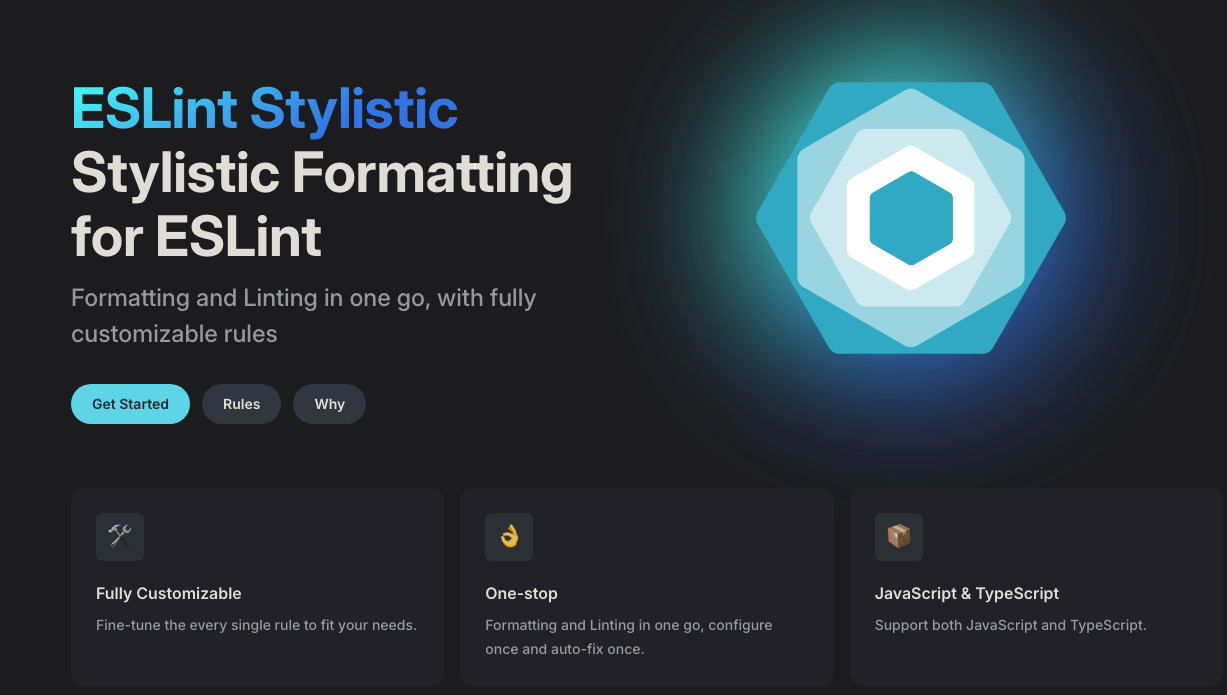 ESLint Stylistic
Stylistic Formatting
for ESLint
Formatting and Linting in one go, with fully
customizable rules
Get Started
Rules
Why
Fully Customizable
Fine-tune the every single rule to fit your needs.
One-stop
Formatting and Linting in one go, configure
once and auto-fix once.
JavaScript & TypeScript
Support both JavaScript and TypeScript.